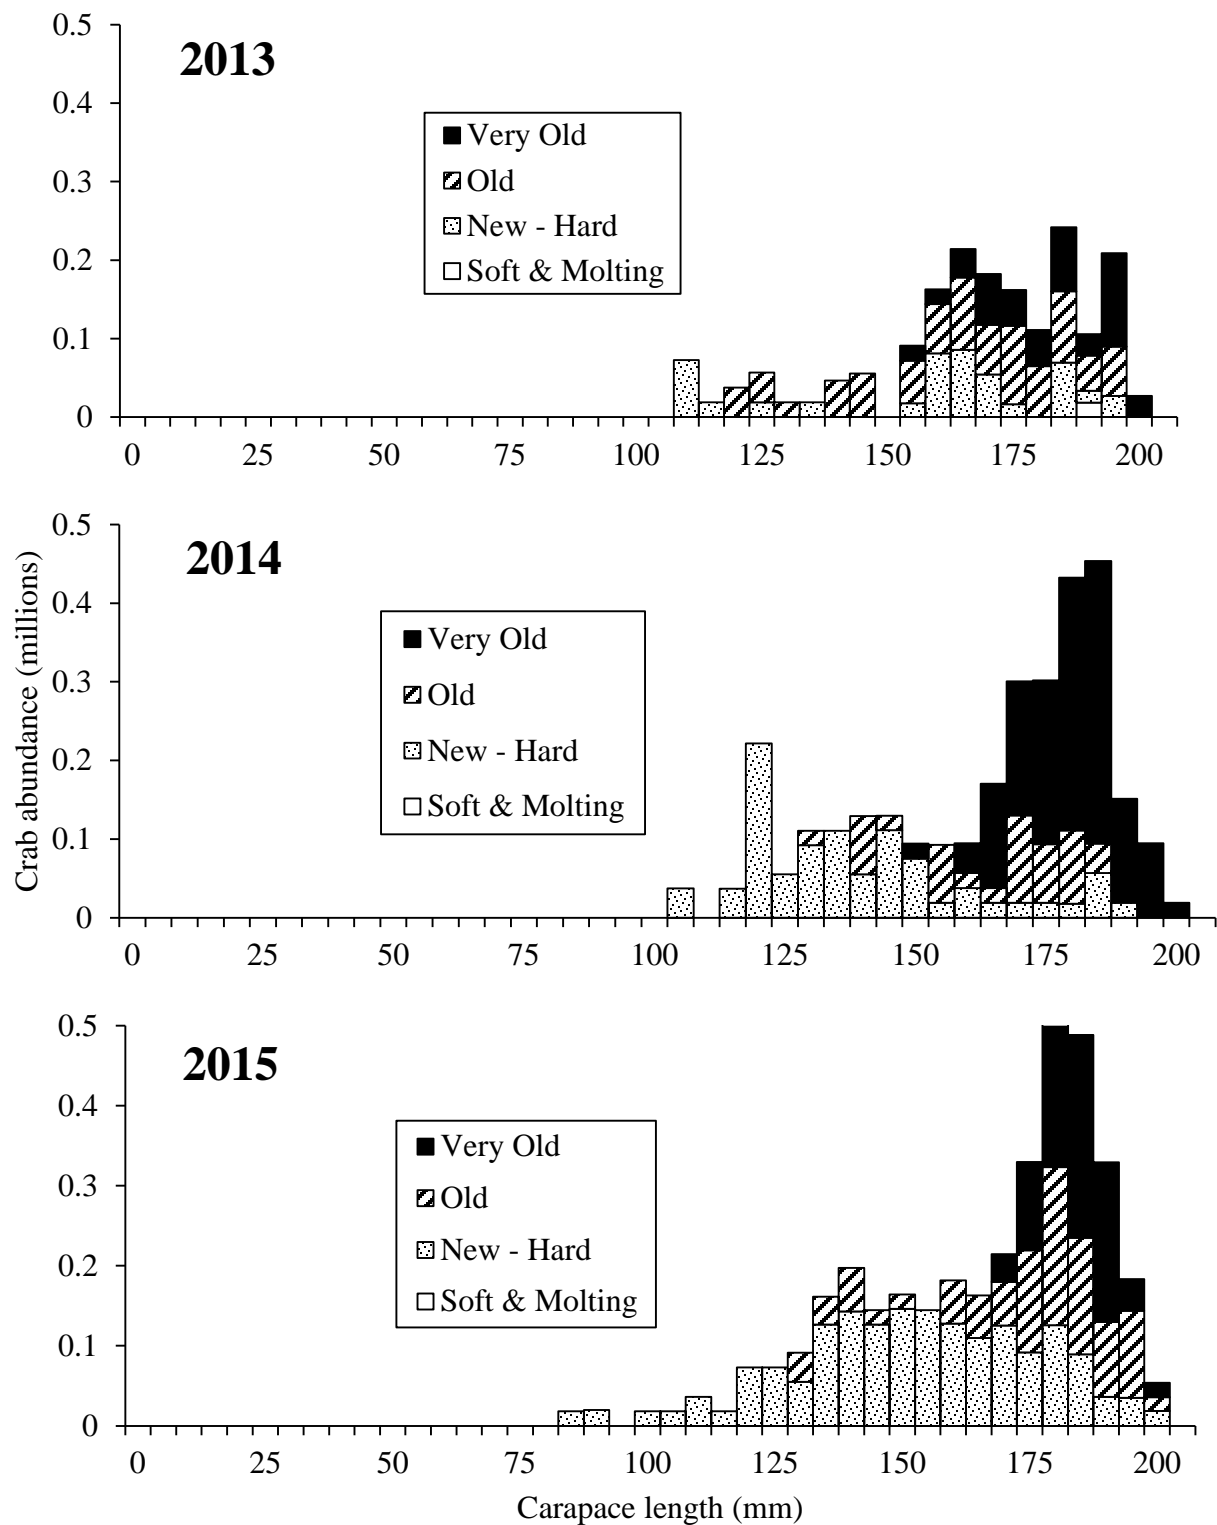 0.5
2013
0.4
Very Old
0.3
Old
New - Hard
0.2
Soft & Molting
0.1
0
0 25 50 75 100 125 150 175 200
Crab abundance (millions)
0.5
2014
0.4
Very Old
0.3
Old
0.2
New - Hard
Soft & Molting
0.1
0
0 25 50 75 100 125 150 175 200
0.5
2015
0.4
Very Old
0.3
Old
New - Hard
0.2
Soft & Molting
0.1
0
0 25 50 75 100 125 150 175 200
Carapace length (mm)